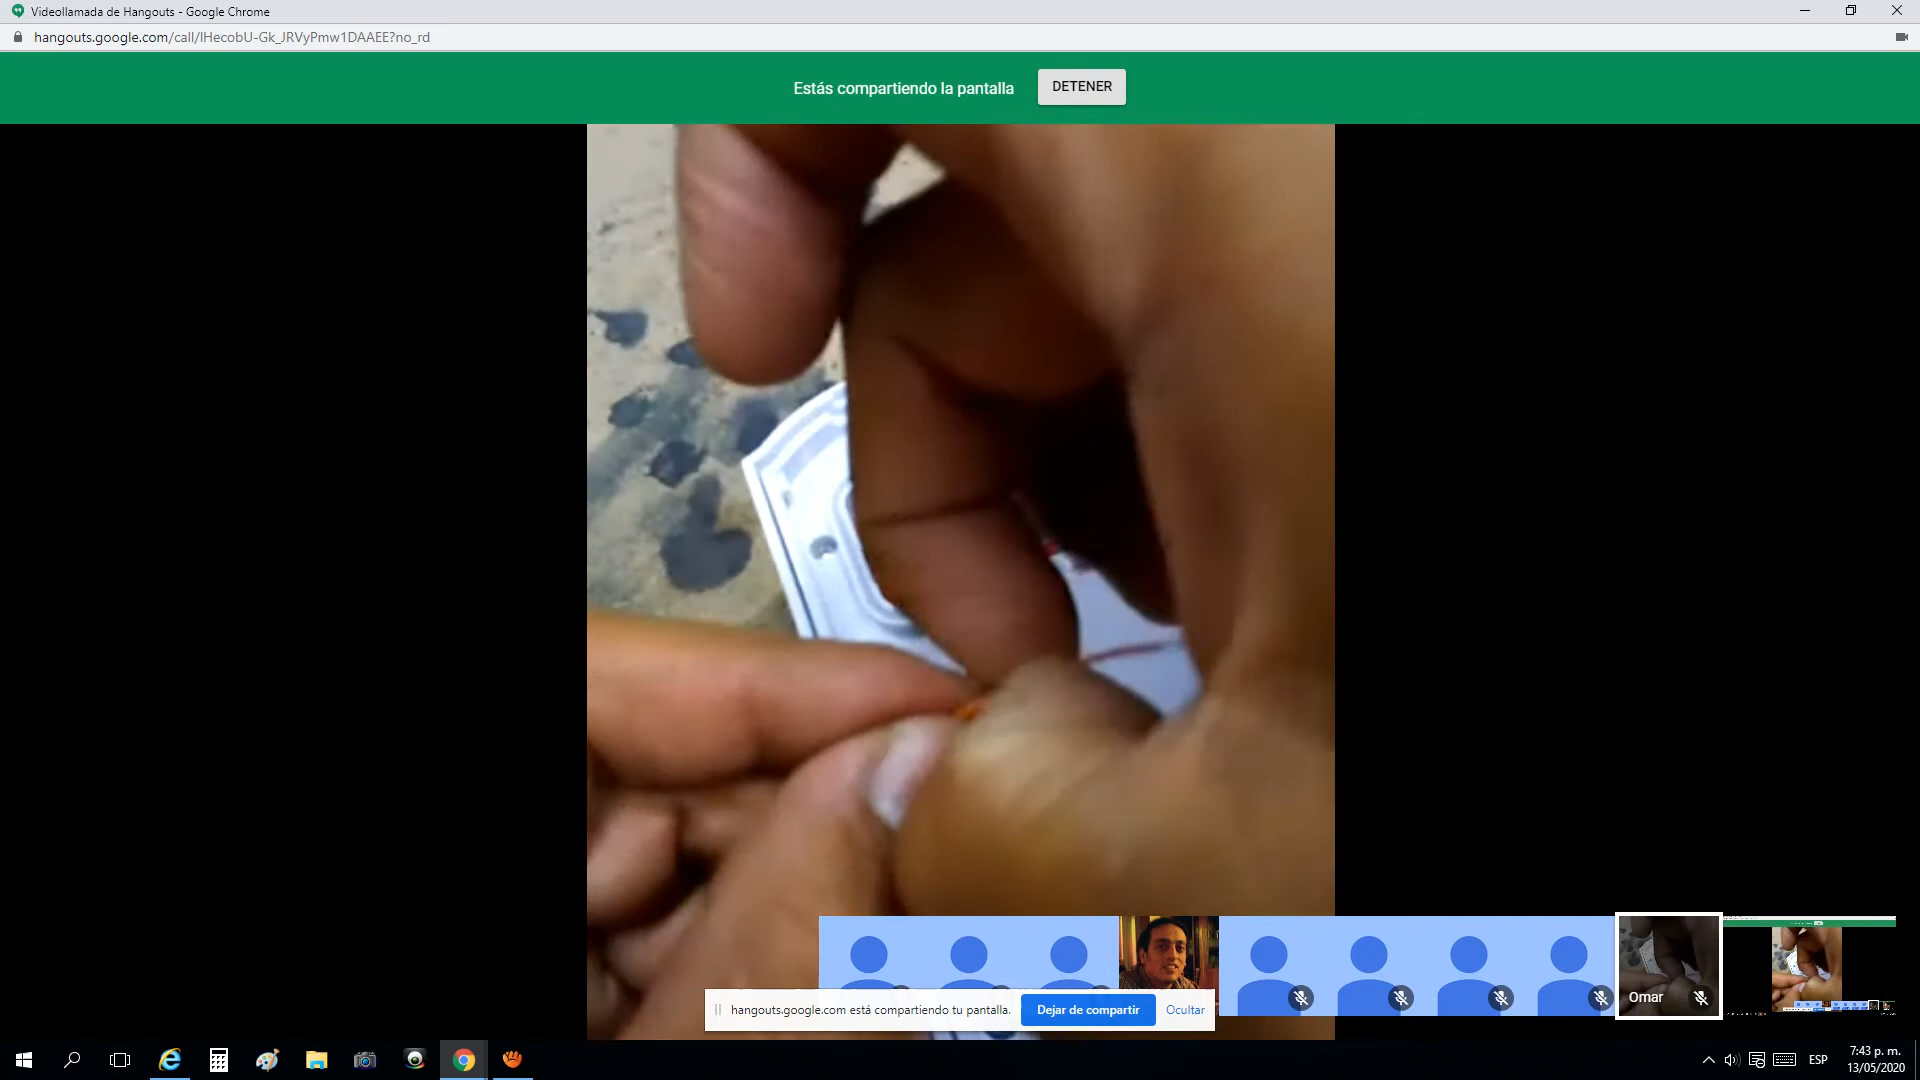 Videollamada de Hangouts - Google Chrome
hangouts.google.com/call/lHecobU-Gk_JRVyPmw1DAAEE?no_rd
Estás compartiendo la pantalla DETENER
Omar
hangouts.google.com está compartiendo tu pantalla. Dejar de compartir Ocultar
ESP
7:43 p. m.
13/05/2020